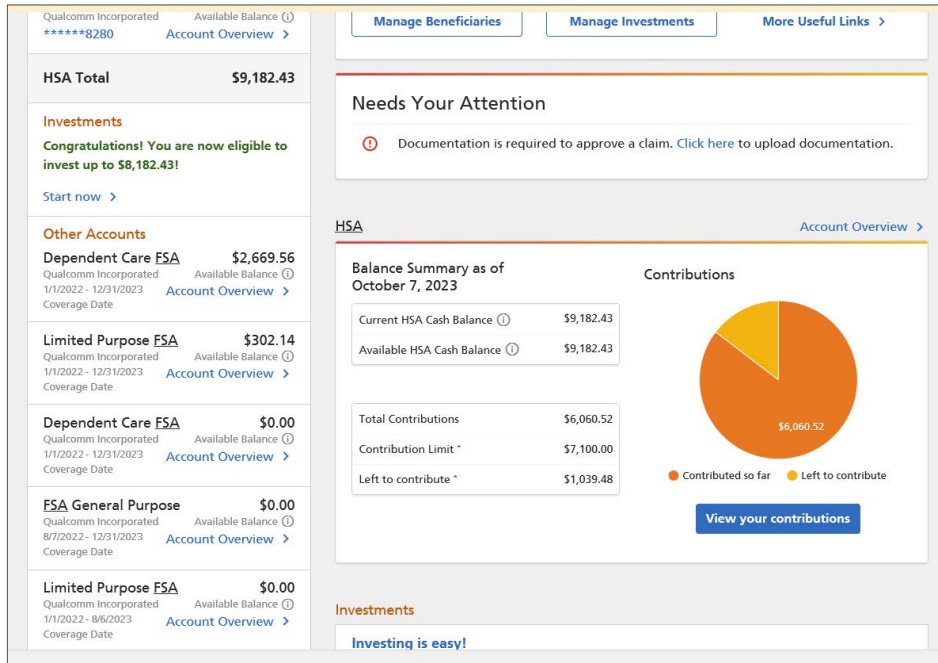 Qualcomm Incorporated Available Balance
******8280 Account Overview >
HSA Total $9,182.43
Investments
Congratulations! You are now eligible to
invest up to $8,182.43!
Start now >
Other Accounts
Dependent Care FSA $2,669.56
Qualcomm Incorporated Available Balance
1/1/2022 - 12/31/2023 Account Overview >
Coverage Date
Limited Purpose FSA $302.14
Qualcomm Incorporated Available Balance
1/1/2022 - 12/31/2023 Account Overview >
Coverage Date
Dependent Care FSA $0.00
Qualcomm Incorporated Available Balance
1/1/2022 - 12/31/2023 Account Overview >
Coverage Date
FSA General Purpose $0.00
Qualcomm Incorporated Available Balance
8/7/2022 - 12/31/2023 Account Overview >
Coverage Date
Limited Purpose FSA $0.00
Qualcomm Incorporated Available Balance
1/1/2022 - 8/6/2023 Account Overview >
Coverage Date
Manage Beneficiaries Manage Investments More Useful Links >
Needs Your Attention
Documentation is required to approve a claim. Click here to upload documentation.
HSA Account Overview >
Balance Summary as of
October 7, 2023
Current HSA Cash Balance $9,182.43
Available HSA Cash Balance $9,182.43
Total Contributions $6,060.52
Contribution Limit * $7,100.00
Left to contribute * $1,039.48
Contributions
$6,060.52
Contributed so far Left to contribute
View your contributions
Investments
Investing is easy!